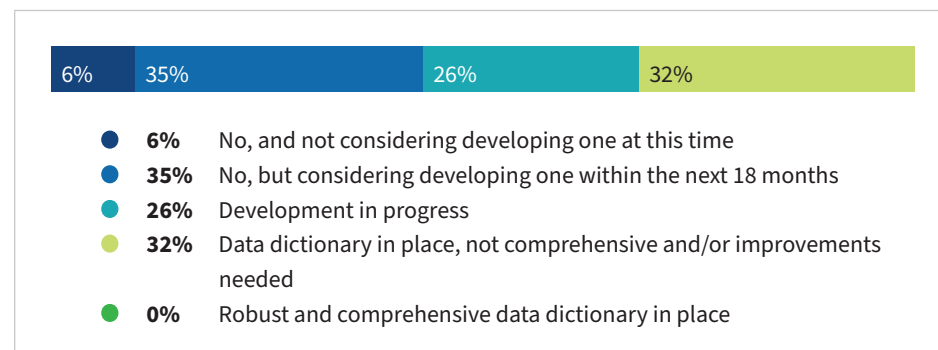 6% 35% 26% 32%
6% No, and not considering developing one at this time
35% No, but considering developing one within the next 18 months
26% Development in progress
32% Data dictionary in place, not comprehensive and/or improvements
needed
0% Robust and comprehensive data dictionary in place